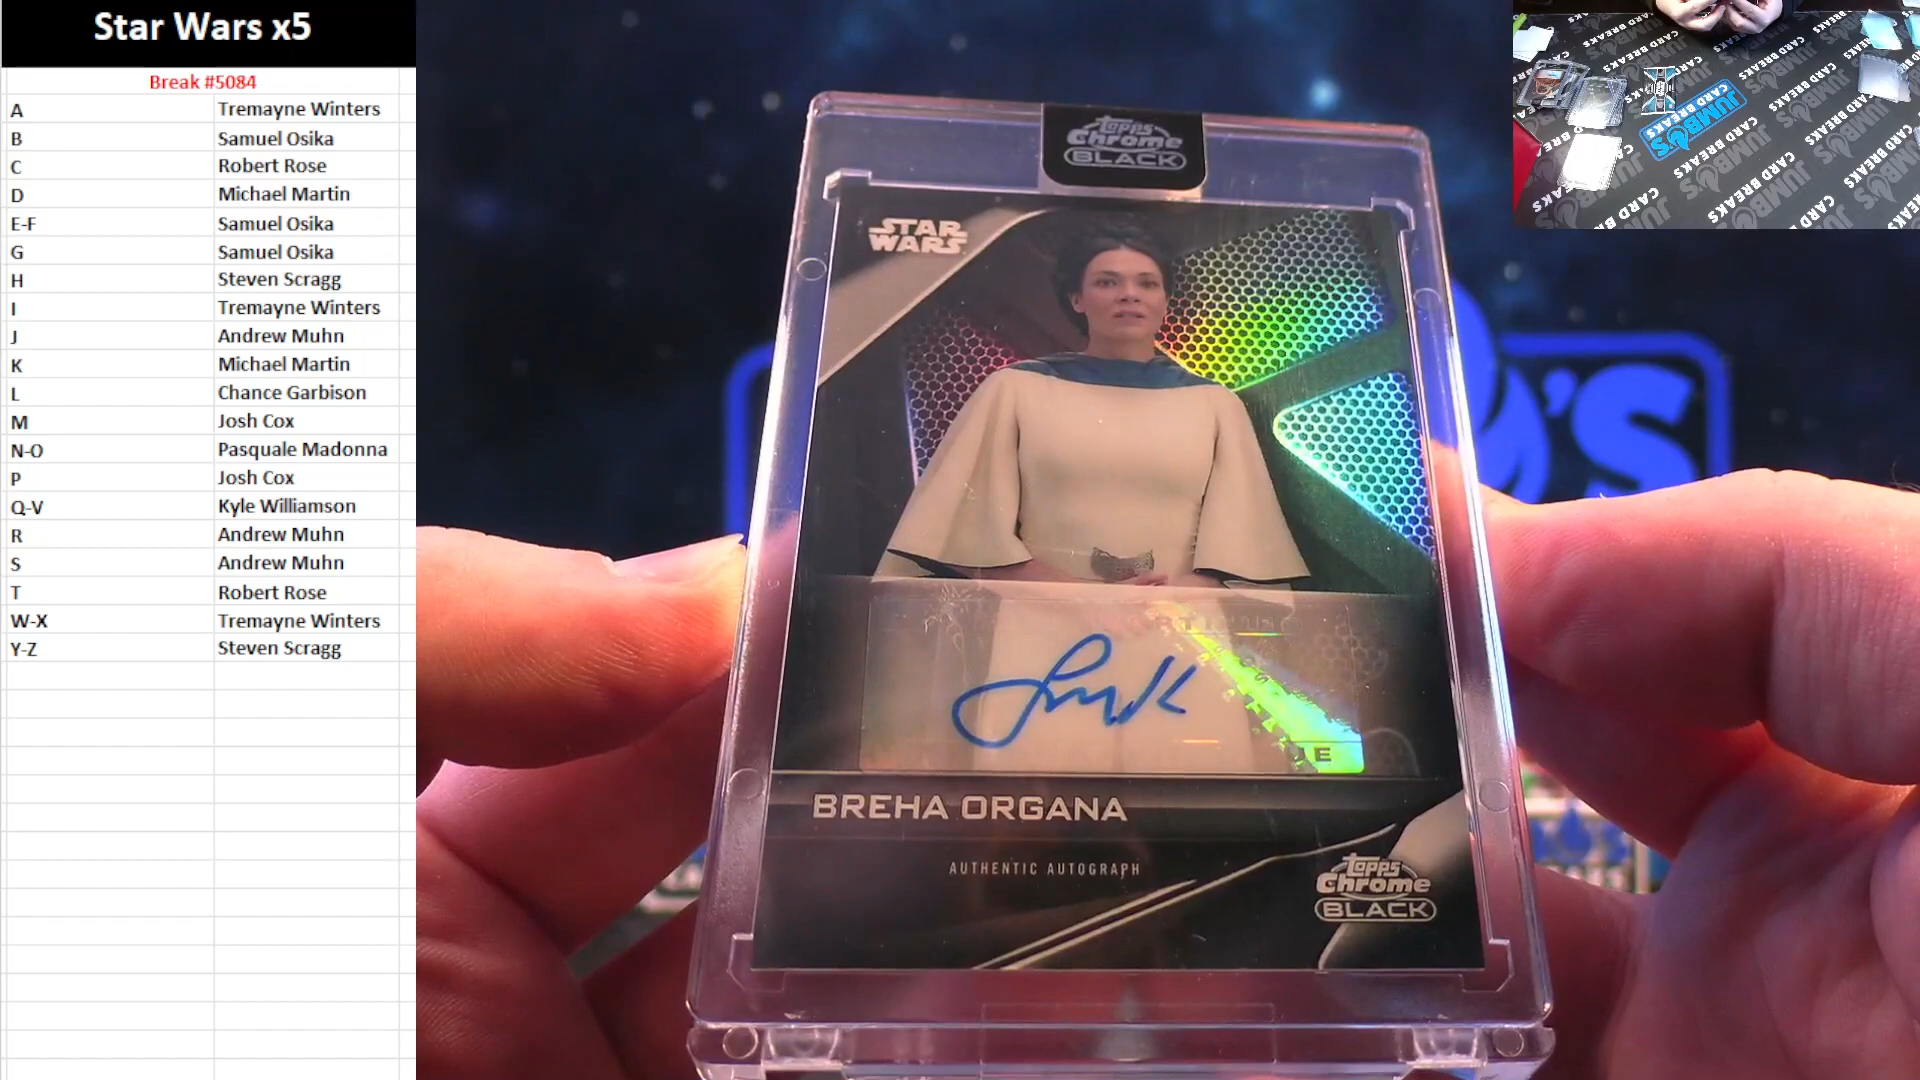 Star Wars x5
Break #5084
A Tremayne Winters
B Samuel Osika
C Robert Rose
D Michael Martin
E-F Samuel Osika
G Samuel Osika
H Steven Scragg
I Tremayne Winters
J Andrew Muhn
K Michael Martin
L Chance Garbison
M Josh Cox
N-O Pasquale Madonna
P Josh Cox
Q-V Kyle Williamson
R Andrew Muhn
S Andrew Muhn
T Robert Rose
W-X Tremayne Winters
Y-Z Steven Scragg
topps
Chrome
BLACK
STAR
WARS
BREHA ORGANA
AUTHENTIC AUTOGRAPH
topps
Chrome
BLACK
'S
JUMBO'S
CARD BREAKS